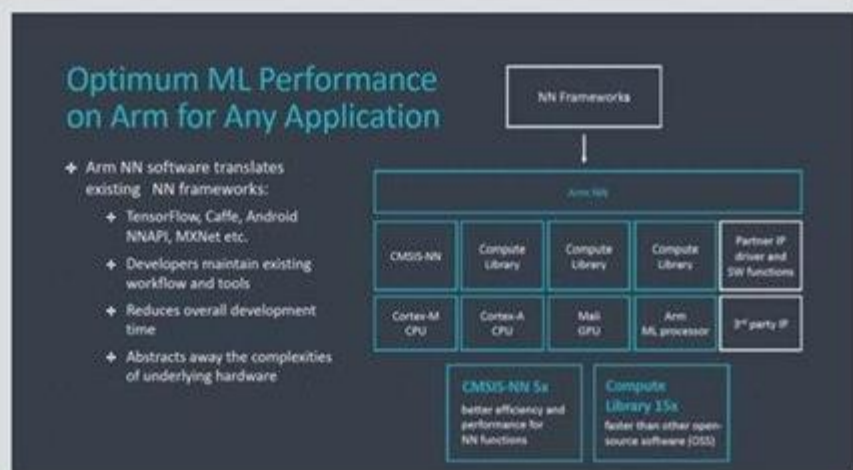 Optimum ML Performance
on Arm for Any Application
Arm NN software translates
existing NN frameworks:
TensorFlow, Caffe, Android
NNAPI, MXNet etc.
Developers maintain existing
workflow and tools
Reduces overall development
time
Abstracts away the complexities
of underlying hardware
NN Frameworks
Arm NN
CMSIS-NN
Compute
Library
Compute
Library
Compute
Library
Partner IP
driver and
SW functions
Cortex-M
CPU
Cortex-A
CPU
Mali
GPU
Arm
ML processor
3rd party IP
CMSIS-NN 5x
better efficiency and
performance for
NN functions
Compute
Library 15x
faster than other open-
source software (OSS)